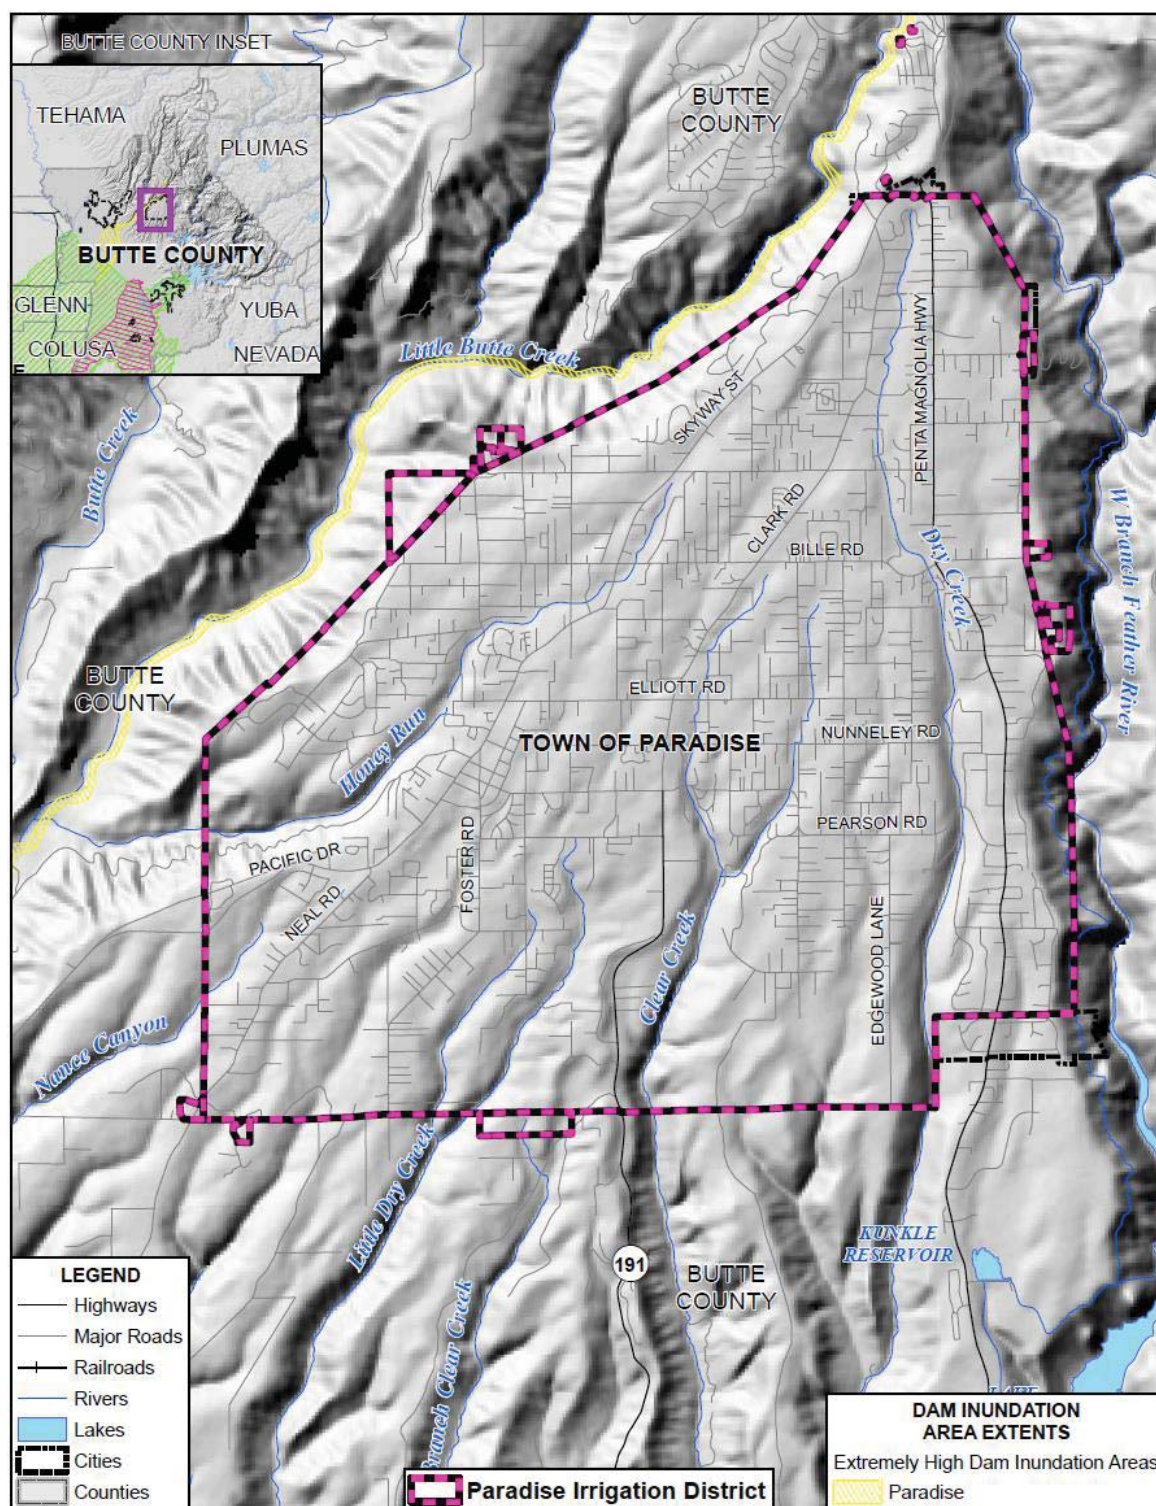 BUTTE COUNTY INSET
TEHAMA
PLUMAS
BUTTE COUNTY
GLENN
COLUSA
YUBA
NEVADA
BUTTE
COUNTY
Little Butte Creek
Butte Creek
SKYWAY ST
PENTA MAGNOLIA HWY
CLARK RD
BILLE RD
Dry Creek
W Branch Feather River
BUTTE
COUNTY
ELLIOTT RD
Honey Run
TOWN OF PARADISE
NUNNELEY RD
PEARSON RD
PACIFIC DR
NEAL RD
FOSTER RD
EDGEWOOD LANE
Clear Creek
Nance Canyon
Little Dry Creek
KUNKLE
RESERVOIR
191
BUTTE
COUNTY
Branch Clear Creek
LEGEND
Highways
Major Roads
Railroads
Rivers
Lakes
Cities
Counties
Paradise Irrigation District
DAM INUNDATION
AREA EXTENTS
Extremely High Dam Inundation Areas
Paradise